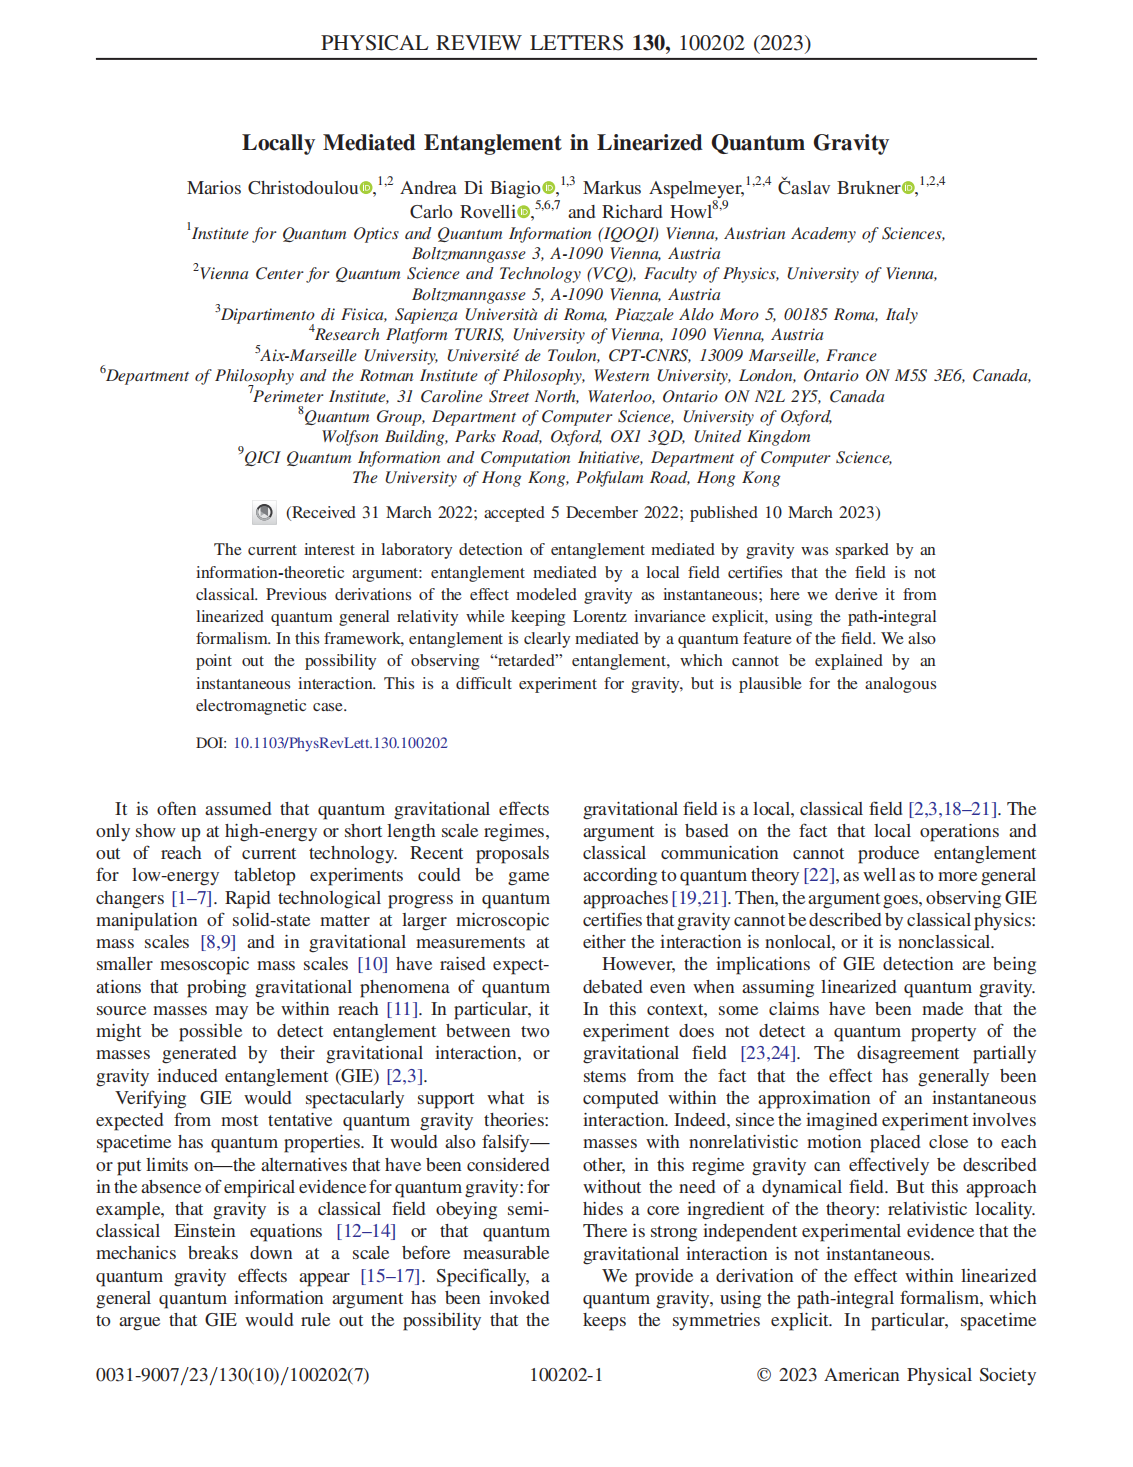 PHYSICAL REVIEW LETTERS 130, 100202 (2023)
Locally Mediated Entanglement in Linearized Quantum Gravity
Marios Christodoulou,1,2 Andrea Di Biagio,1,3 Markus Aspelmeyer,1,2,4 Časlav Brukner,1,2,4
Carlo Rovelli,5,6,7 and Richard Howl8,9
1Institute for Quantum Optics and Quantum Information (IQOQI) Vienna, Austrian Academy of Sciences,
Boltzmanngasse 3, A-1090 Vienna, Austria
2Vienna Center for Quantum Science and Technology (VCQ), Faculty of Physics, University of Vienna,
Boltzmanngasse 5, A-1090 Vienna, Austria
3Dipartimento di Fisica, Sapienza Università di Roma, Piazzale Aldo Moro 5, 00185 Roma, Italy
4Research Platform TURIS, University of Vienna, 1090 Vienna, Austria
5Aix-Marseille University, Université de Toulon, CPT-CNRS, 13009 Marseille, France
6Department of Philosophy and the Rotman Institute of Philosophy, Western University, London, Ontario ON M5S 3E6, Canada,
7Perimeter Institute, 31 Caroline Street North, Waterloo, Ontario ON N2L 2Y5, Canada
8Quantum Group, Department of Computer Science, University of Oxford,
Wolfson Building, Parks Road, Oxford, OX1 3QD, United Kingdom
9QICI Quantum Information and Computation Initiative, Department of Computer Science,
The University of Hong Kong, Pokfulam Road, Hong Kong
(Received 31 March 2022; accepted 5 December 2022; published 10 March 2023)
The current interest in laboratory detection of entanglement mediated by gravity was sparked by an
information-theoretic argument: entanglement mediated by a local field certifies that the field is not
classical. Previous derivations of the effect modeled gravity as instantaneous; here we derive it from
linearized quantum general relativity while keeping Lorentz invariance explicit, using the path-integral
formalism. In this framework, entanglement is clearly mediated by a quantum feature of the field. We also
point out the possibility of observing “retarded” entanglement, which cannot be explained by an
instantaneous interaction. This is a difficult experiment for gravity, but is plausible for the analogous
electromagnetic case.
DOI: 10.1103/PhysRevLett.130.100202
It is often assumed that quantum gravitational effects
only show up at high-energy or short length scale regimes,
out of reach of current technology. Recent proposals
for low-energy tabletop experiments could be game
changers [1–7]. Rapid technological progress in quantum
manipulation of solid-state matter at larger microscopic
mass scales [8,9] and in gravitational measurements at
smaller mesoscopic mass scales [10] have raised expect-
ations that probing gravitational phenomena of quantum
source masses may be within reach [11]. In particular, it
might be possible to detect entanglement between two
masses generated by their gravitational interaction, or
gravity induced entanglement (GIE) [2,3].
Verifying GIE would spectacularly support what is
expected from most tentative quantum gravity theories:
spacetime has quantum properties. It would also falsify—
or put limits on—the alternatives that have been considered
in the absence of empirical evidence for quantum gravity: for
example, that gravity is a classical field obeying semi-
classical Einstein equations [12–14] or that quantum
mechanics breaks down at a scale before measurable
quantum gravity effects appear [15–17]. Specifically, a
general quantum information argument has been invoked
to argue that GIE would rule out the possibility that the
gravitational field is a local, classical field [2,3,18–21]. The
argument is based on the fact that local operations and
classical communication cannot produce entanglement
according to quantum theory [22], as well as to more general
approaches [19,21]. Then, the argument goes, observing GIE
certifies that gravity cannot be described by classical physics:
either the interaction is nonlocal, or it is nonclassical.
However, the implications of GIE detection are being
debated even when assuming linearized quantum gravity.
In this context, some claims have been made that the
experiment does not detect a quantum property of the
gravitational field [23,24]. The disagreement partially
stems from the fact that the effect has generally been
computed within the approximation of an instantaneous
interaction. Indeed, since the imagined experiment involves
masses with nonrelativistic motion placed close to each
other, in this regime gravity can effectively be described
without the need of a dynamical field. But this approach
hides a core ingredient of the theory: relativistic locality.
There is strong independent experimental evidence that the
gravitational interaction is not instantaneous.
We provide a derivation of the effect within linearized
quantum gravity, using the path-integral formalism, which
keeps the symmetries explicit. In particular, spacetime
0031-9007/23/130(10)/100202(7)
100202-1
© 2023 American Physical Society